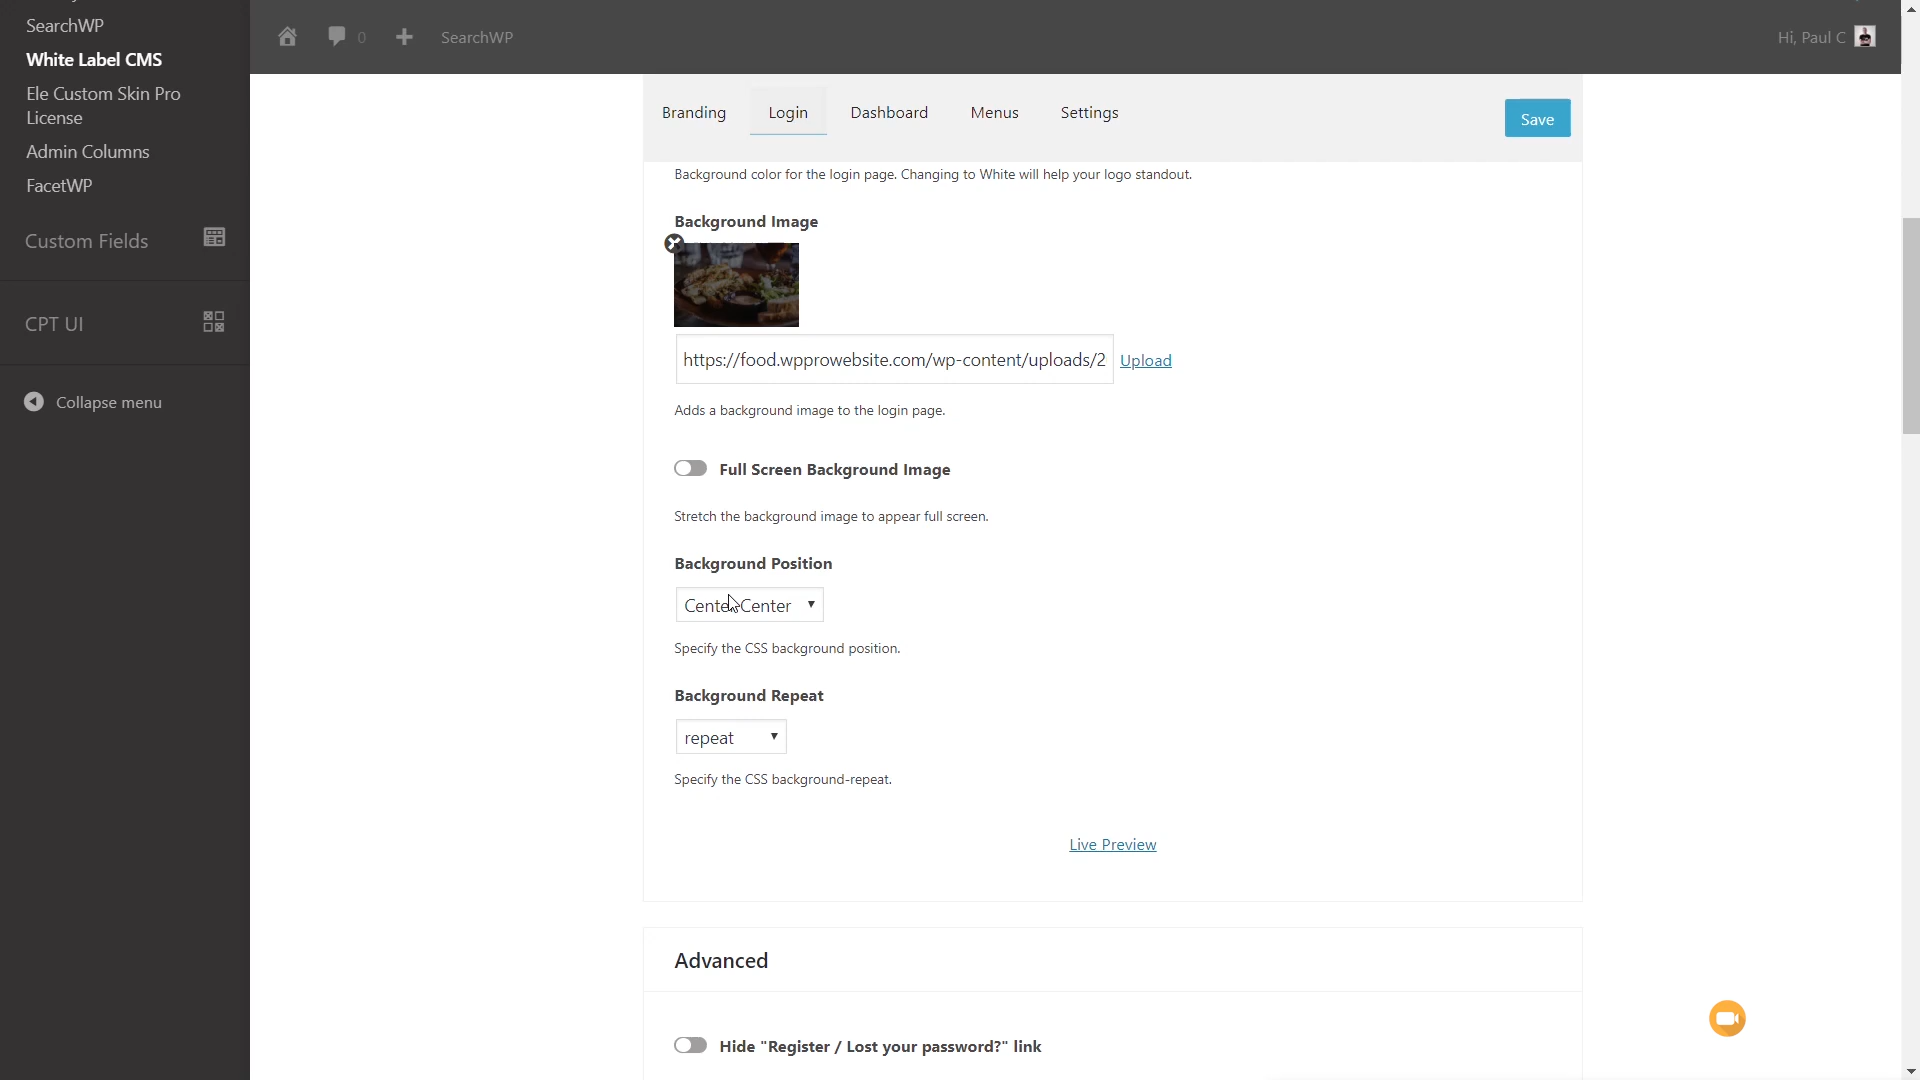 SearchWP
White Label CMS
Ele Custom Skin Pro
License
Admin Columns
FacetWP
Custom Fields
CPT UI
Collapse menu
0
SearchWP
Hi, Paul C
Branding
Login
Dashboard
Menus
Settings
Save
Background color for the login page. Changing to White will help your logo standout.
Background Image
https://food.wpprowebsite.com/wp-content/uploads/2
Upload
Adds a background image to the login page.
Full Screen Background Image
Stretch the background image to appear full screen.
Background Position
Center Center
Specify the CSS background position.
Background Repeat
repeat
Specify the CSS background-repeat.
Live Preview
Advanced
Hide "Register / Lost your password?" link